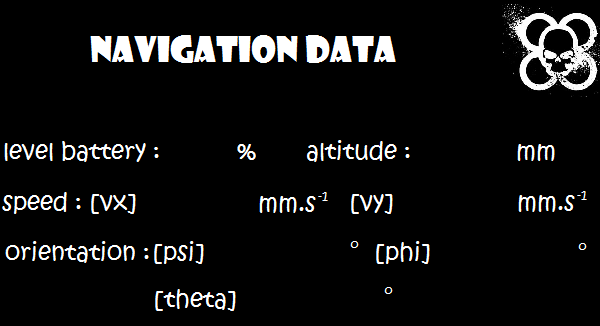 NAVIGATION DATA
level battery : % altitude : mm
speed : [vx] mm.s⁻¹ [vy] mm.s⁻¹
orientation :[psi] ° [phi] °
[theta] °